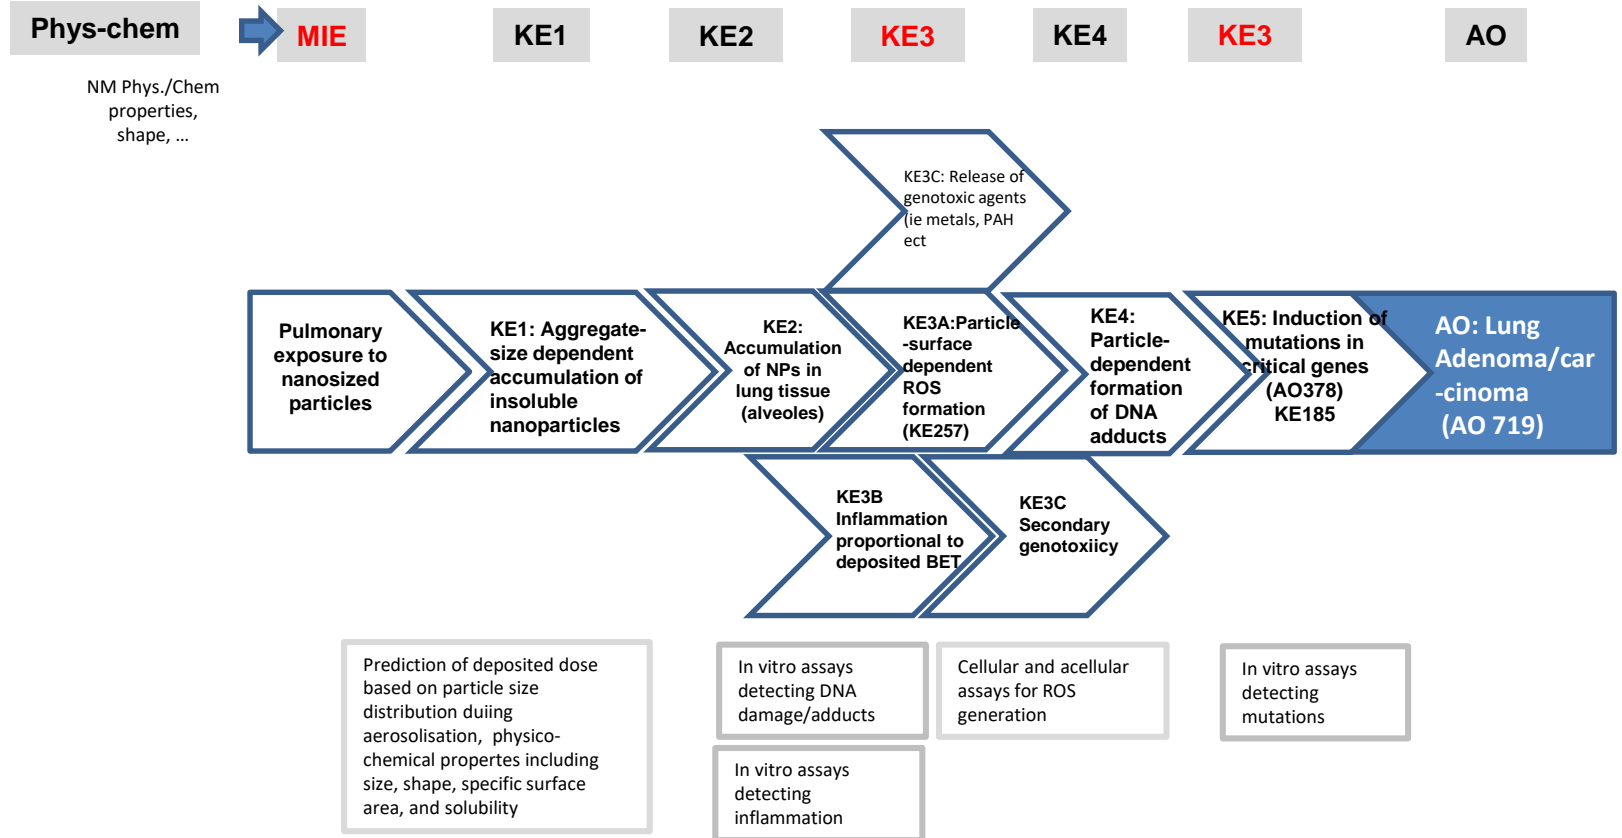 Phys-chem
MIE
KE1
KE2
KE3
KE4
KE3
AO
NM Phys./Chem
properties,
shape, ...
KE3C: Release of
genotoxic agents
(ie metals, PAH
ect
Pulmonary
exposure to
nanosized
particles
KE1: Aggregate-
size dependent
accumulation of
insoluble
nanoparticles
KE2:
Accumulation
of NPs in
lung tissue
(alveoles)
KE3A:Particle
-surface
dependent
ROS
formation
(KE257)
KE4:
Particle-
dependent
formation
of DNA
adducts
KE5: Induction of
mutations in
critical genes
(AO378)
KE185
AO: Lung
Adenoma/car
-cinoma
(AO 719)
KE3B
Inflammation
proportional to
deposited BET
KE3C
Secondary
genotoxiicy
Prediction of deposited dose
based on particle size
distribution duiing
aerosolisation, physico-
chemical propertes including
size, shape, specific surface
area, and solubility
In vitro assays
detecting DNA
damage/adducts
Cellular and acellular
assays for ROS
generation
In vitro assays
detecting
mutations
In vitro assays
detecting
inflammation